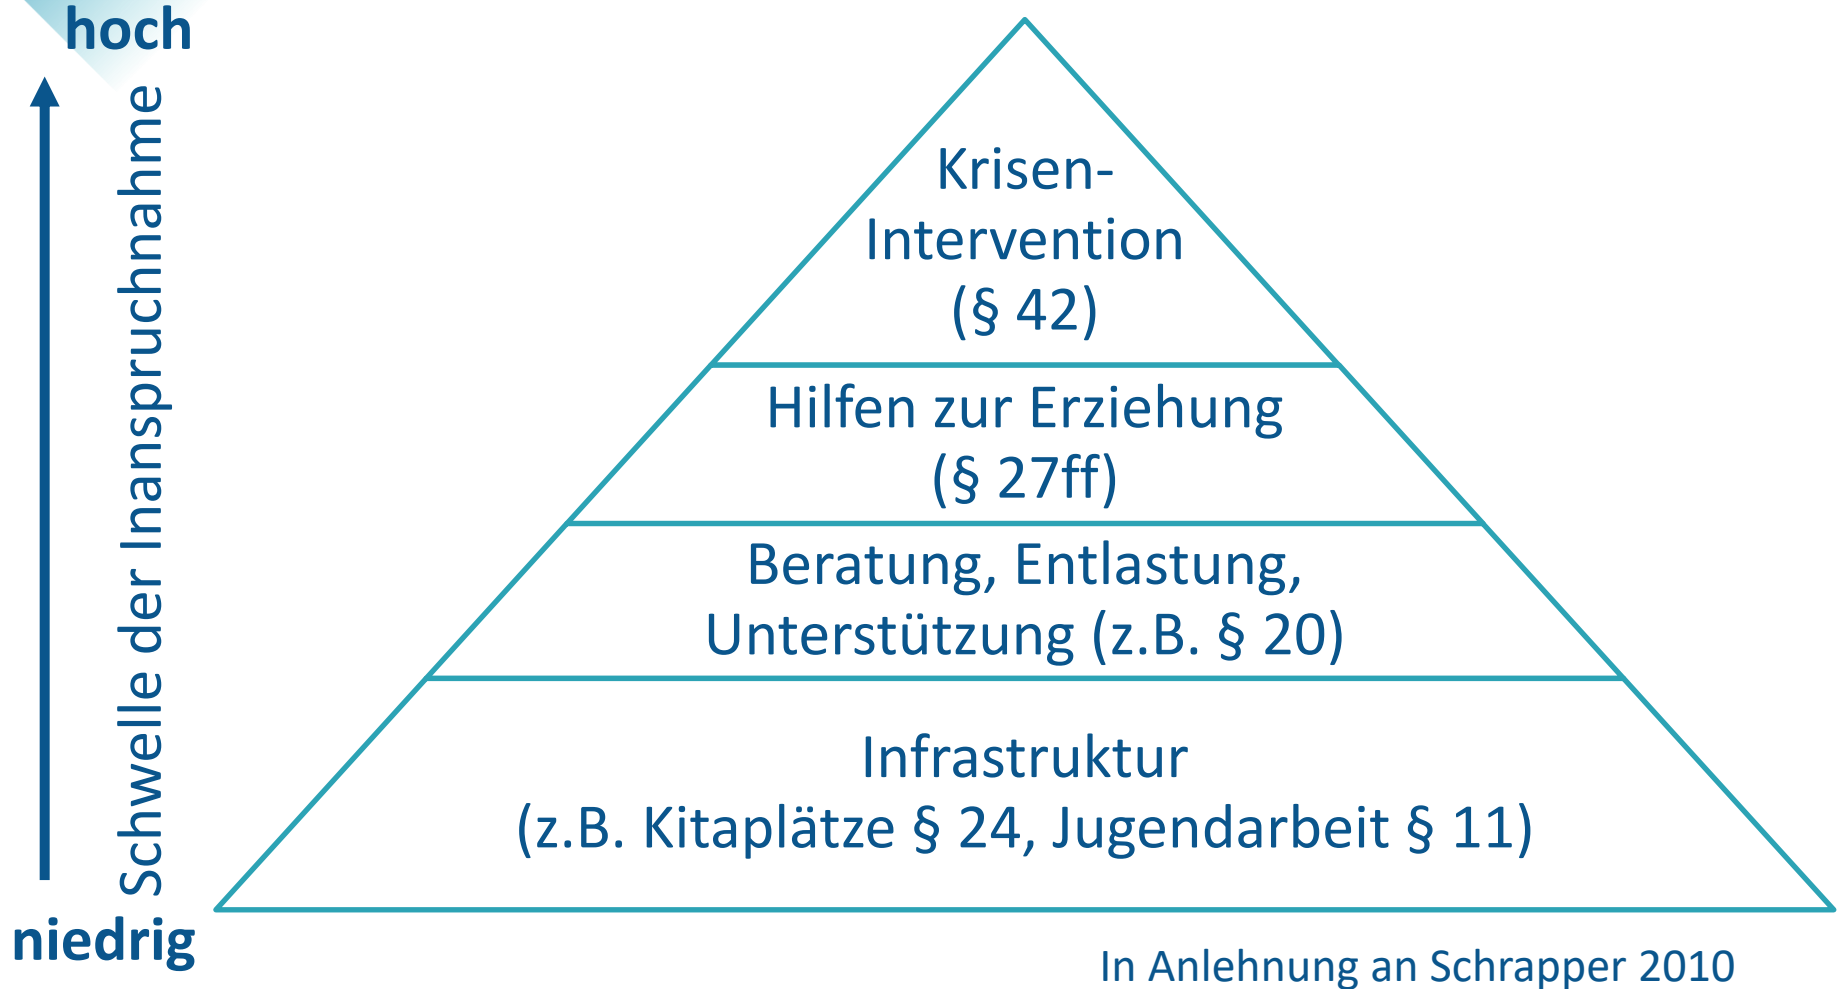 hoch
Schwelle der Inanspruchnahme
niedrig
Krisen-
Intervention
(§ 42)
Hilfen zur Erziehung
(§ 27ff)
Beratung, Entlastung,
Unterstützung (z.B. § 20)
Infrastruktur
(z.B. Kitaplätze § 24, Jugendarbeit § 11)
In Anlehnung an Schrapper 2010